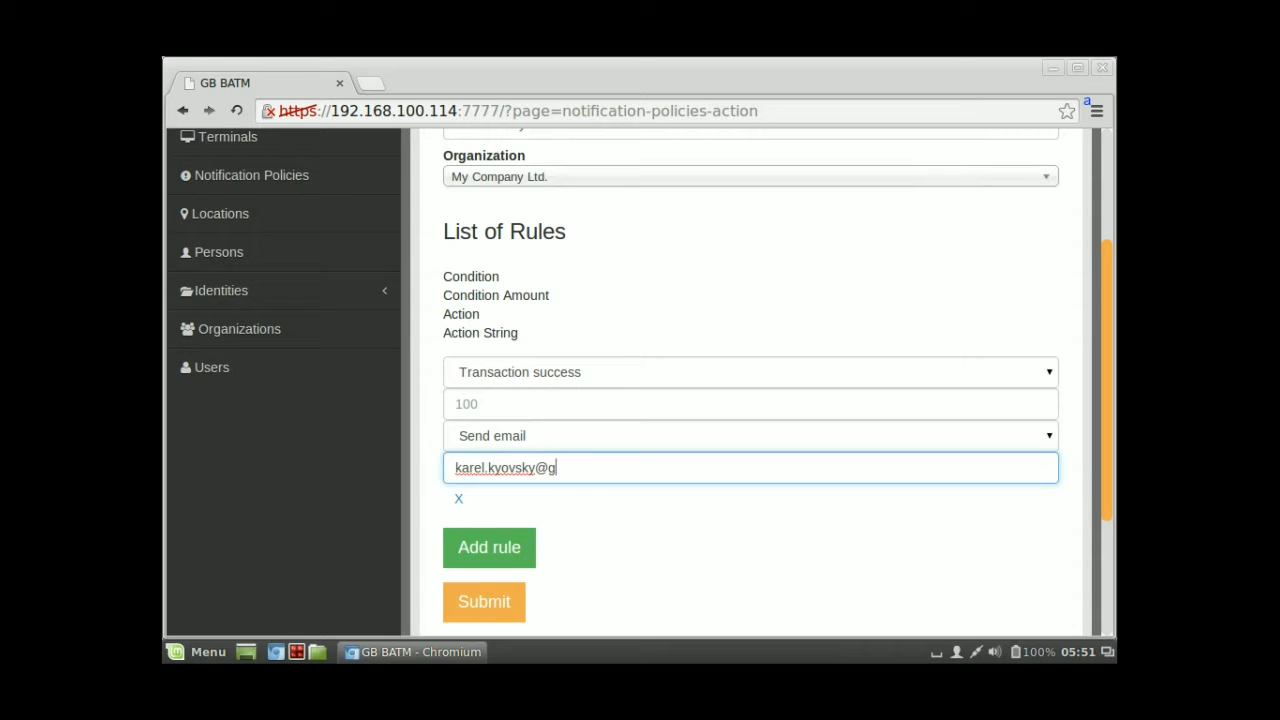 GB BATM
https://192.168.100.114:7777/?page=notification-policies-action
a
Terminals
Notification Policies
Locations
Persons
Identities
Organizations
Users
Organization
My Company Ltd.
List of Rules
Condition
Condition Amount
Action
Action String
Transaction success
100
Send email
karel.kyovsky@g
X
Add rule
Submit
Menu
GB BATM - Chromium
100% 05:51